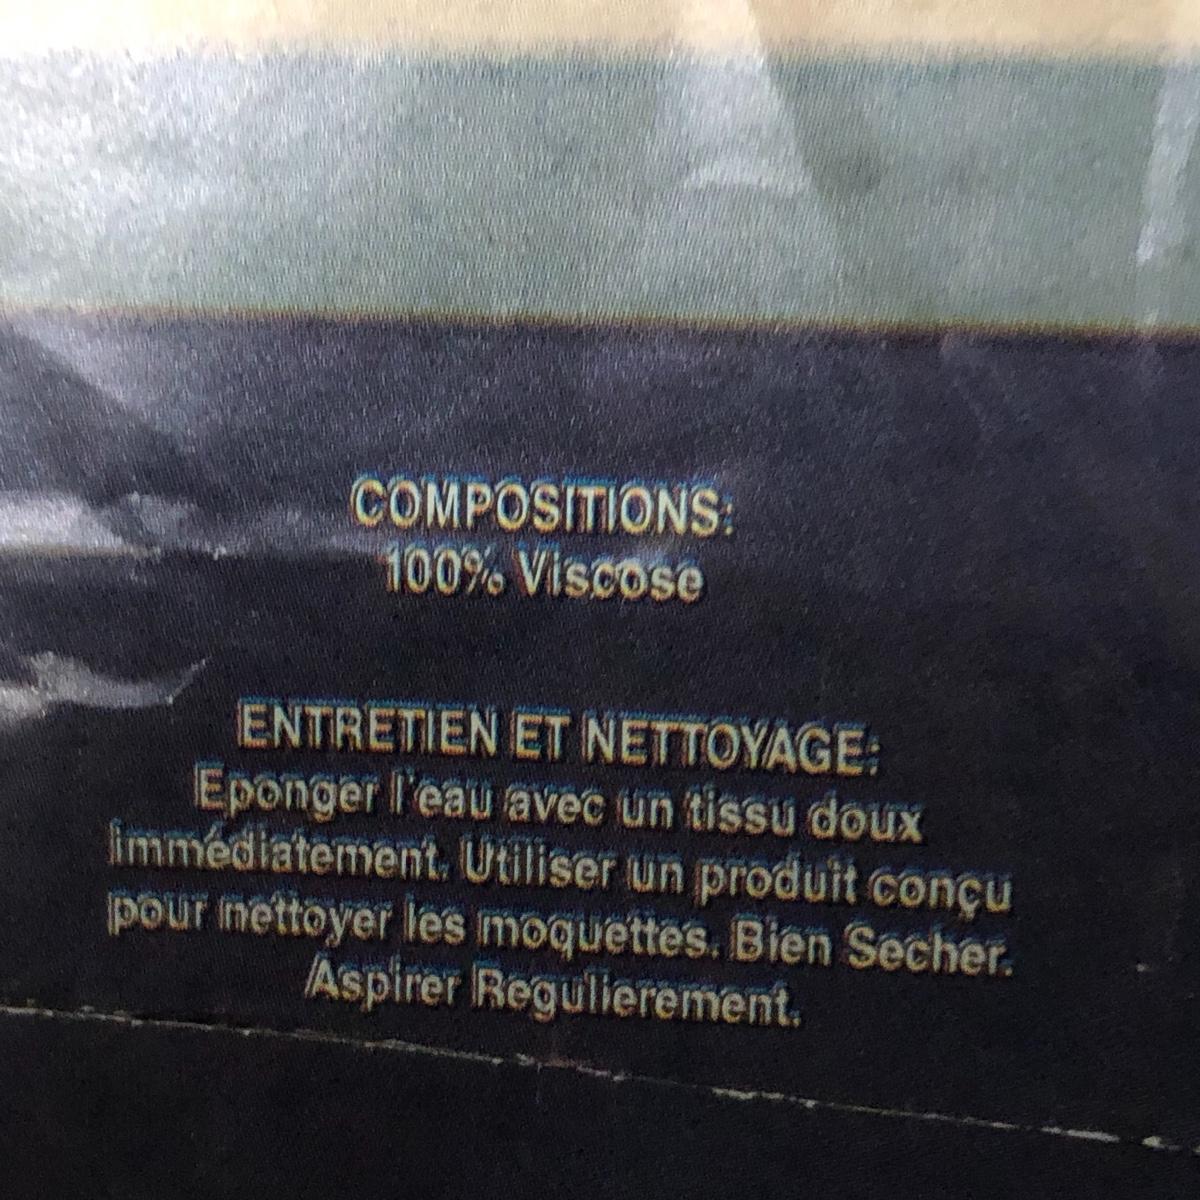 COMPOSITIONS:
100% Viscose
ENTRETIEN ET NETTOYAGE:
Eponger l'eau avec un tissu doux
immédiatement. Utiliser un produit conçu
pour nettoyer les moquettes. Bien Secher.
Aspirer Regulierement.